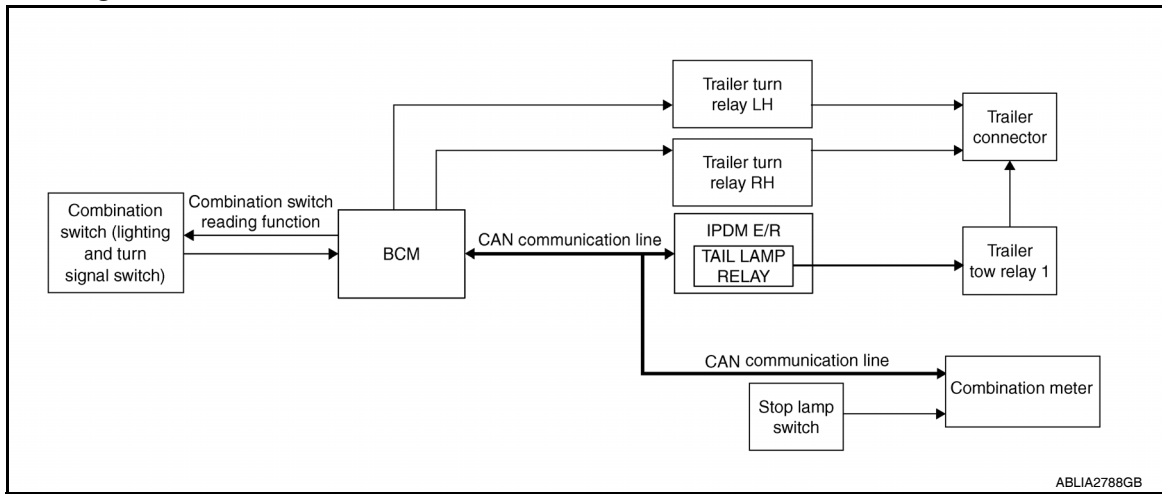 Trailer turn
relay LH
Trailer
connector
Trailer turn
relay RH
Combination
switch (lighting
and turn
signal switch)
Combination switch
reading function
BCM
CAN communication line
IPDM E/R
TAIL LAMP
RELAY
Trailer
tow relay 1
CAN communication line
Combination meter
Stop lamp
switch
ABLIA2788GB